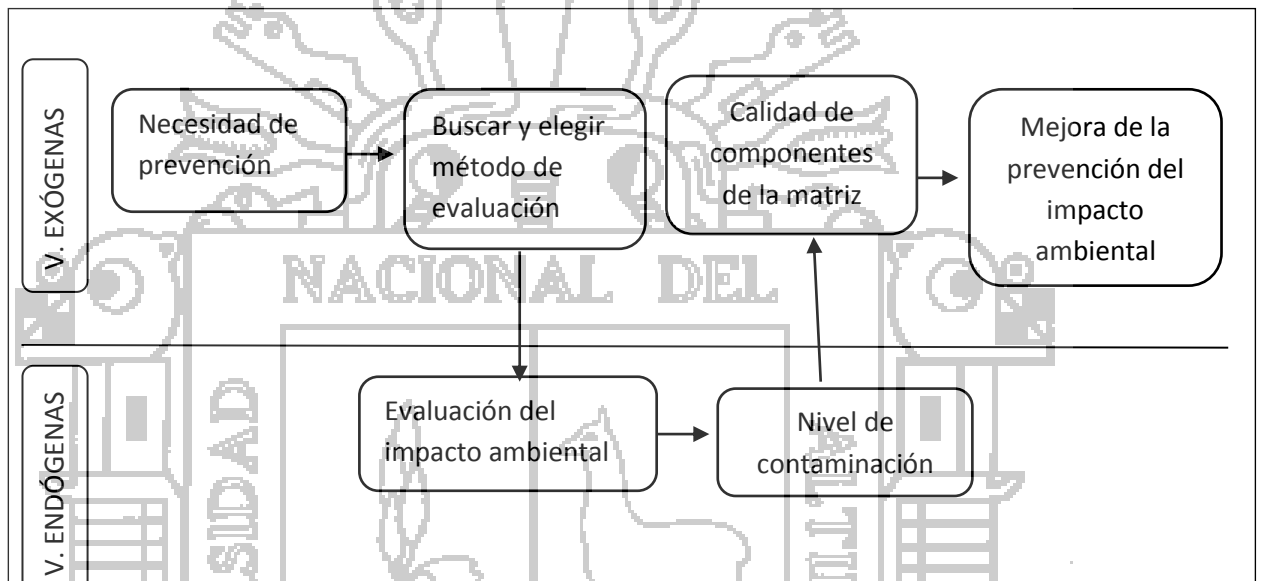 V. EXÓGENAS
Necesidad de
prevención
Buscar y elegir
método de
evaluación
Calidad de
componentes
de la matriz
Mejora de la
prevención del
impacto
ambiental
NACIONAL DEL
V. ENDÓGENAS
Evaluación del
impacto ambiental
Nivel de
contaminación
SIDAD